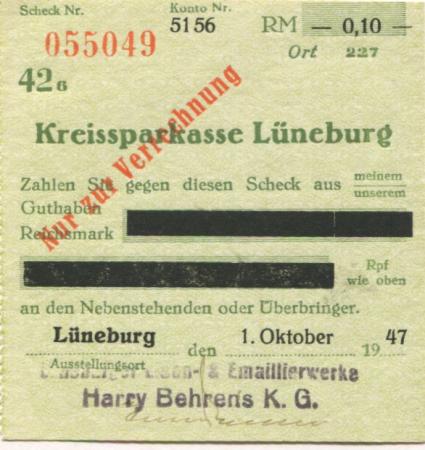 Scheck Nr. Konto Nr.
055049 5156 RM — 0,10 —
Ort 227
42 6
Nur zur Verrechnung
Kreissparkasse Lüneburg
Zahlen Sie gegen diesen Scheck aus meinem
unserem
Guthaben
Reichsmark
Rpf
wie oben
an den Nebenstehenden oder Überbringer.
Lüneburg den 1. Oktober 1947
Ausstellungsort
& Emaillierwerke
Harry Behrens K. G.